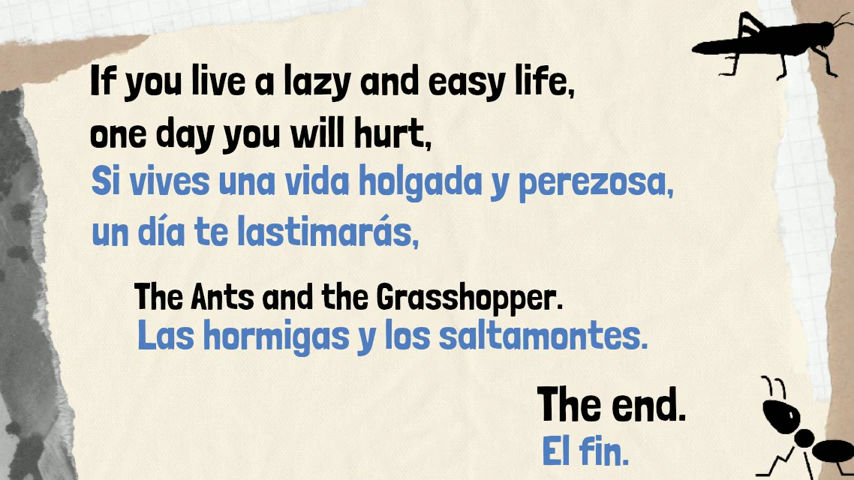 If you live a lazy and easy life,
one day you will hurt,
Si vives una vida holgada y perezosa,
un día te lastimarás,
The Ants and the Grasshopper.
Las hormigas y los saltamontes.
The end.
El fin.